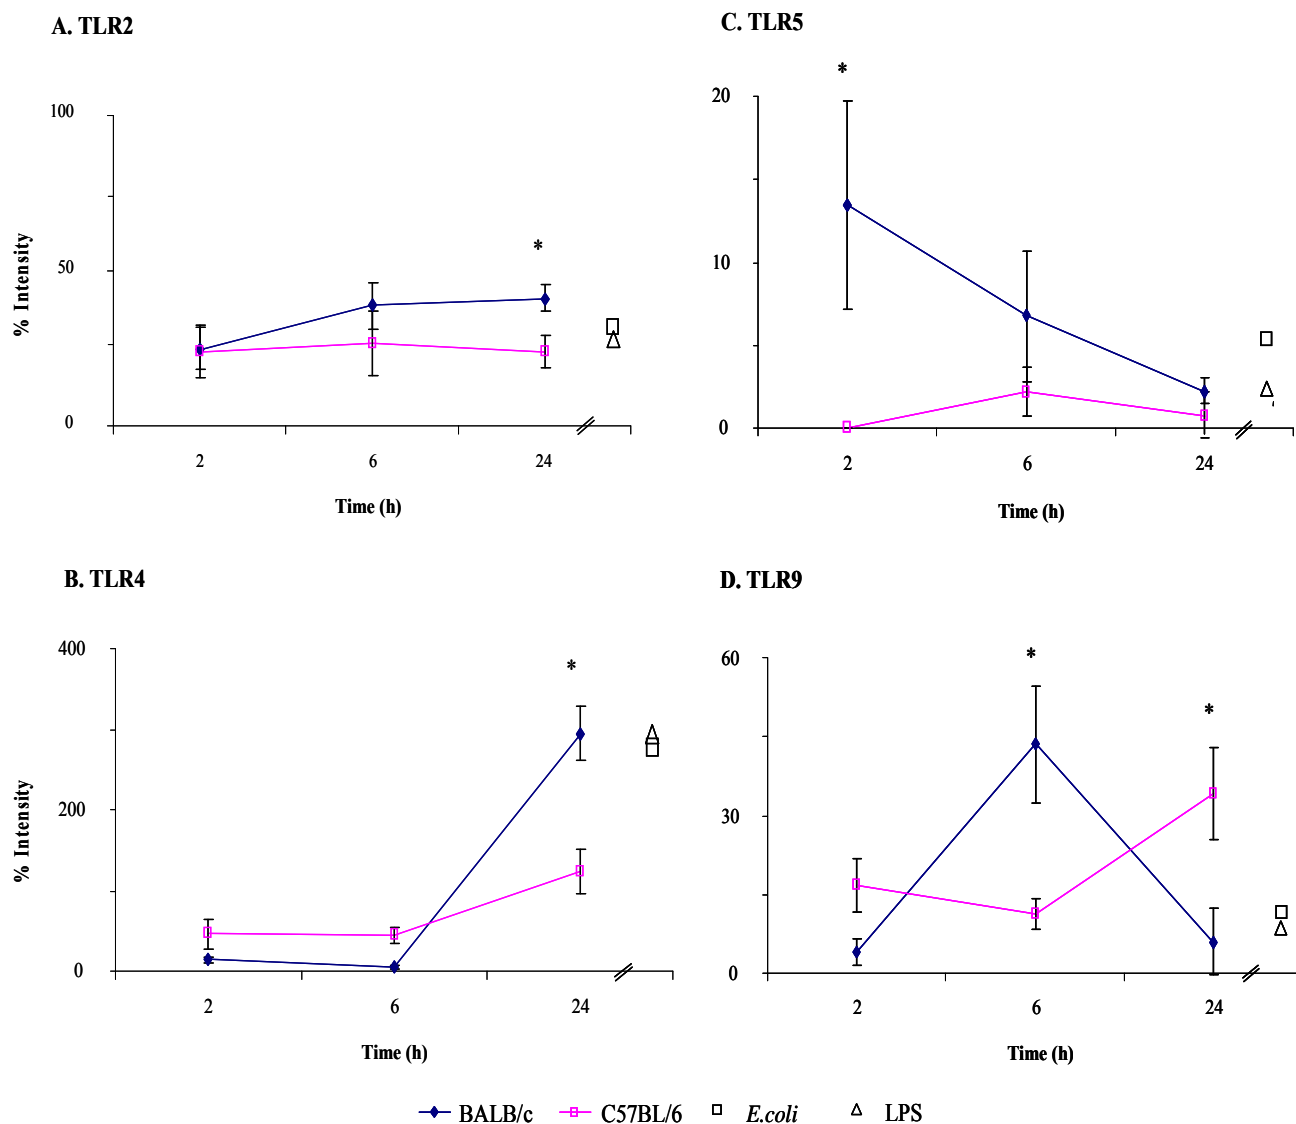 A. TLR2
100
50
0
% Intensity
*
2 6 24
Time (h)
C. TLR5
*
20
10
0
2 6 24
Time (h)
B. TLR4
400
200
0
% Intensity
*
2 6 24
Time (h)
D. TLR9
60
30
0
*
*
2 6 24
Time (h)
BALB/c C57BL/6 E.coli LPS